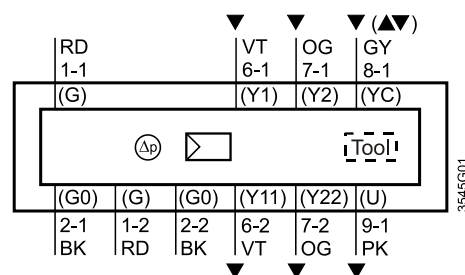 ▼ ▼ ▼ (▲▼)
RD VT OG GY
1-1 6-1 7-1 8-1
(G) (Y1) (Y2) (YC)
Δp Tool
(G0) (G) (G0) (Y11) (Y22) (U)
2-1 1-2 2-2 6-2 7-2 9-1
BK RD BK VT OG PK
▼ ▼ ▼
3545G01